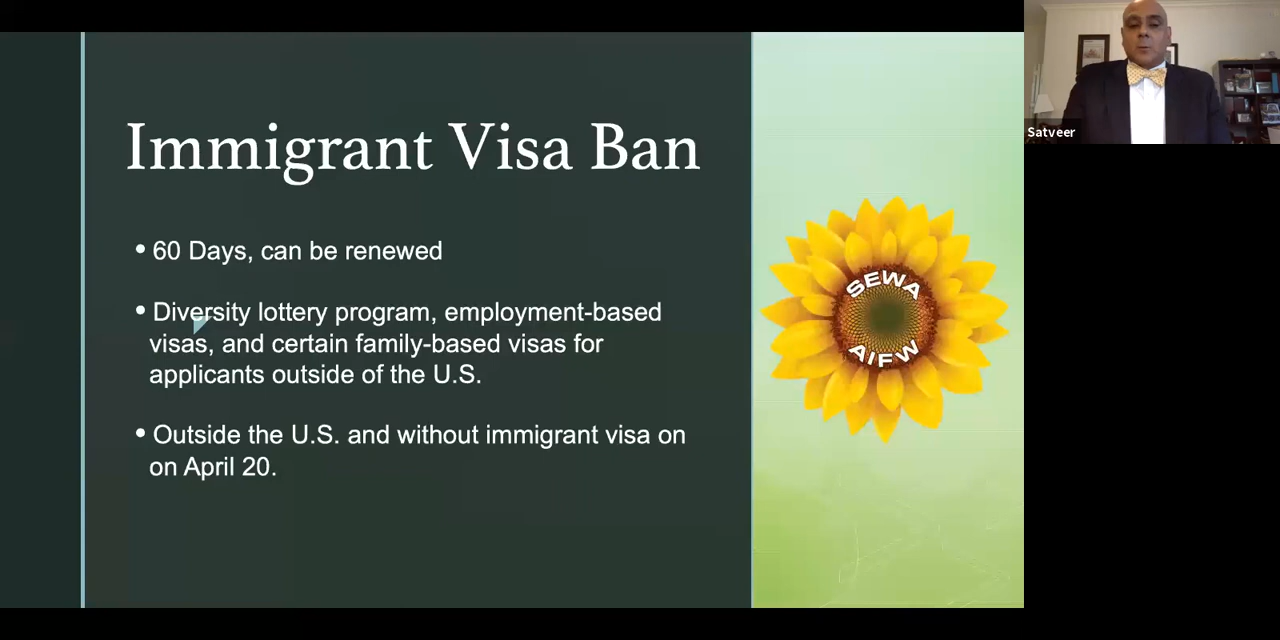 Immigrant Visa Ban
• 60 Days, can be renewed
• Diversity lottery program, employment-based
visas, and certain family-based visas for
applicants outside of the U.S.
• Outside the U.S. and without immigrant visa on
on April 20.
SEWA
AIFW
Satveer